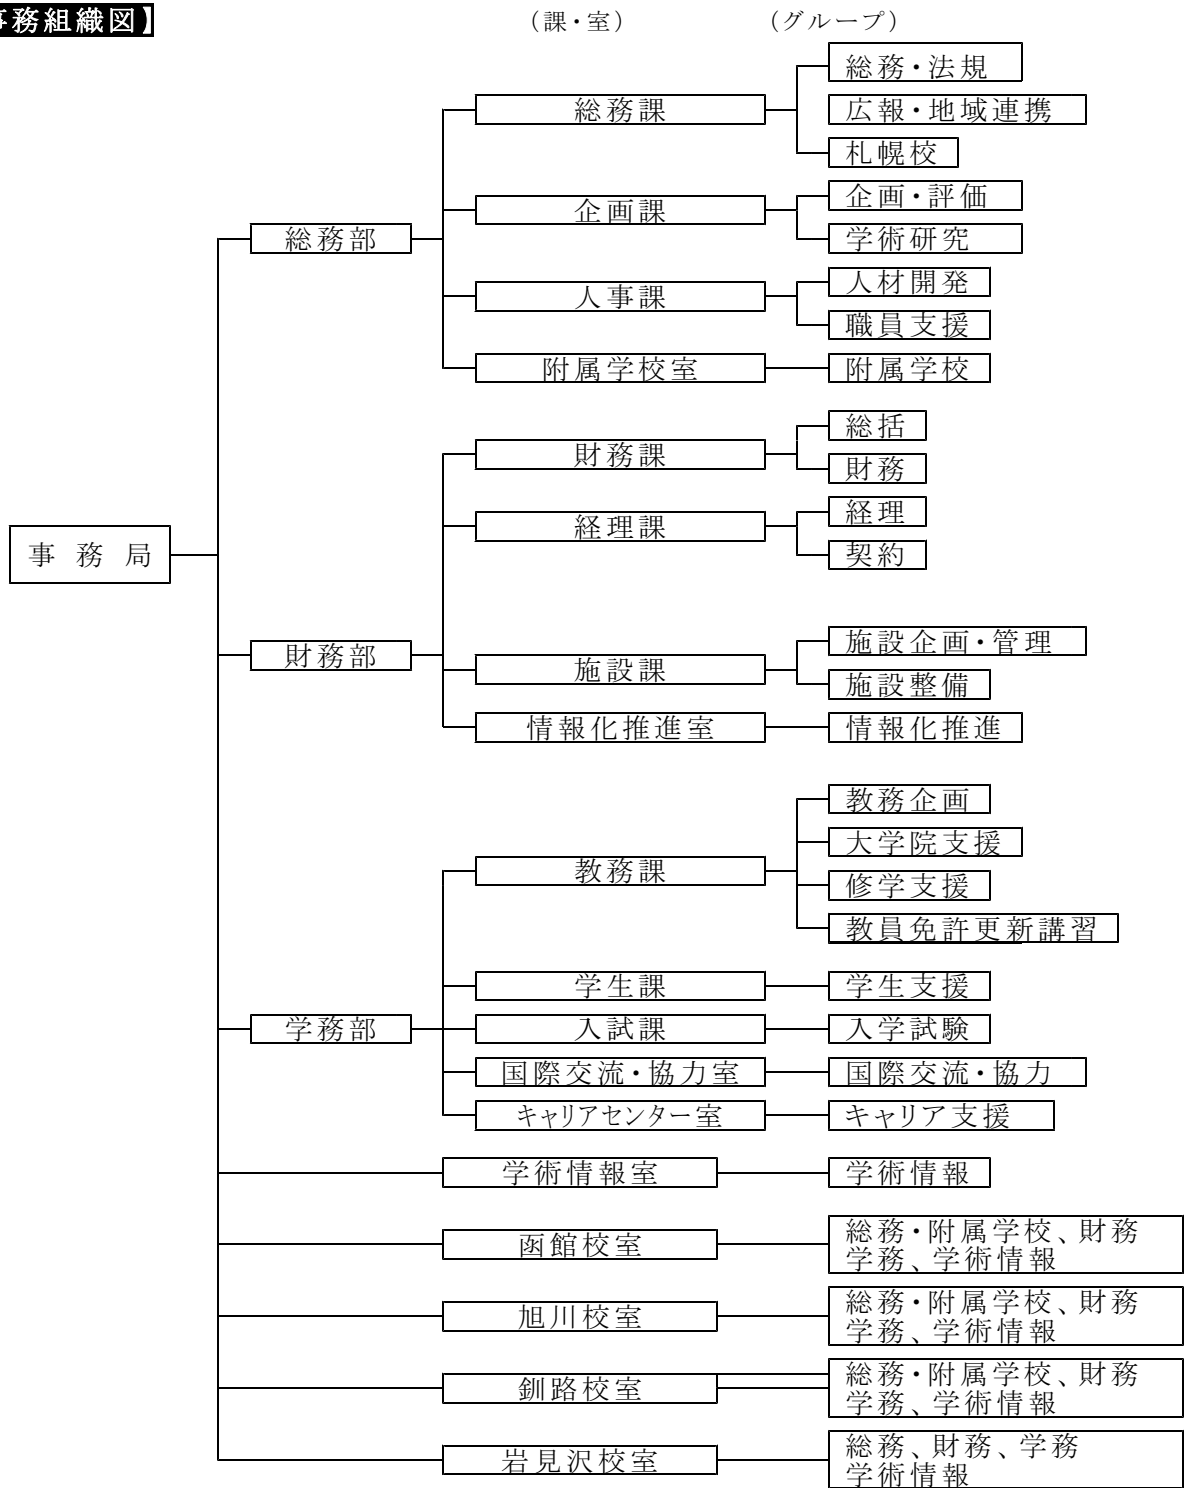 務組織図】
（課・室）
（グループ）
総務・法規
総務課
広報・地域連携
札幌校
企画・評価
企画課
総務部
学術研究
人材開発
人事課
職員支援
附属学校室
附属学校
総括
財務課
財務
経理
経理課
事務局
契約
施設企画・管理
財務部
施設課
施設整備
情報化推進室
情報化推進
教務企画
大学院支援
教務課
修学支援
教員免許更新講習
学生課
学生支援
学務部
入試課
入学試験
国際交流・協力室
国際交流・協力
キャリアセンター室
キャリア支援
学術情報室
学術情報
函館校室
総務・附属学校、財務
学務、学術情報
旭川校室
総務・附属学校、財務
学務、学術情報
釧路校室
総務・附属学校、財務
学務、学術情報
岩見沢校室
総務、財務、学務
学術情報